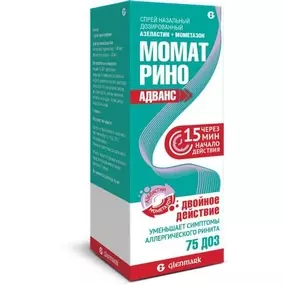 СПРЕЙ НАЗАЛЬНЫЙ
ДОЗИРОВАННЫЙ
АЗЕЛАСТИН + МОМЕТАЗОН
МОМАТ
РИНО
АДВАНС
15 ЧЕРЕЗ
МИН
НАЧАЛО
ДЕЙСТВИЯ
двойное
действие
УМЕНЬШАЕТ СИМПТОМЫ
АЛЛЕРГИЧЕСКОГО РИНИТА
75 ДОЗ
Glenmark